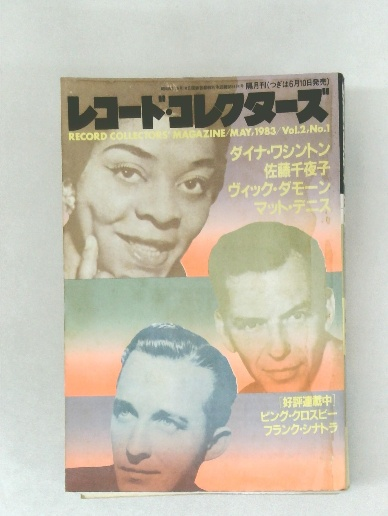 隔月刊(つぎは6月10日発売)
レコード・コレクターズ
RECORD COLLECTORS' MAGAZINE/MAY, 1983/Vol.2, No.1
ダイナ・ワシントン
佐藤千夜子
ヴィック・ダモーン
マット・デニス
[好評連載中]
ビング・クロスビー
フランク・シナトラ